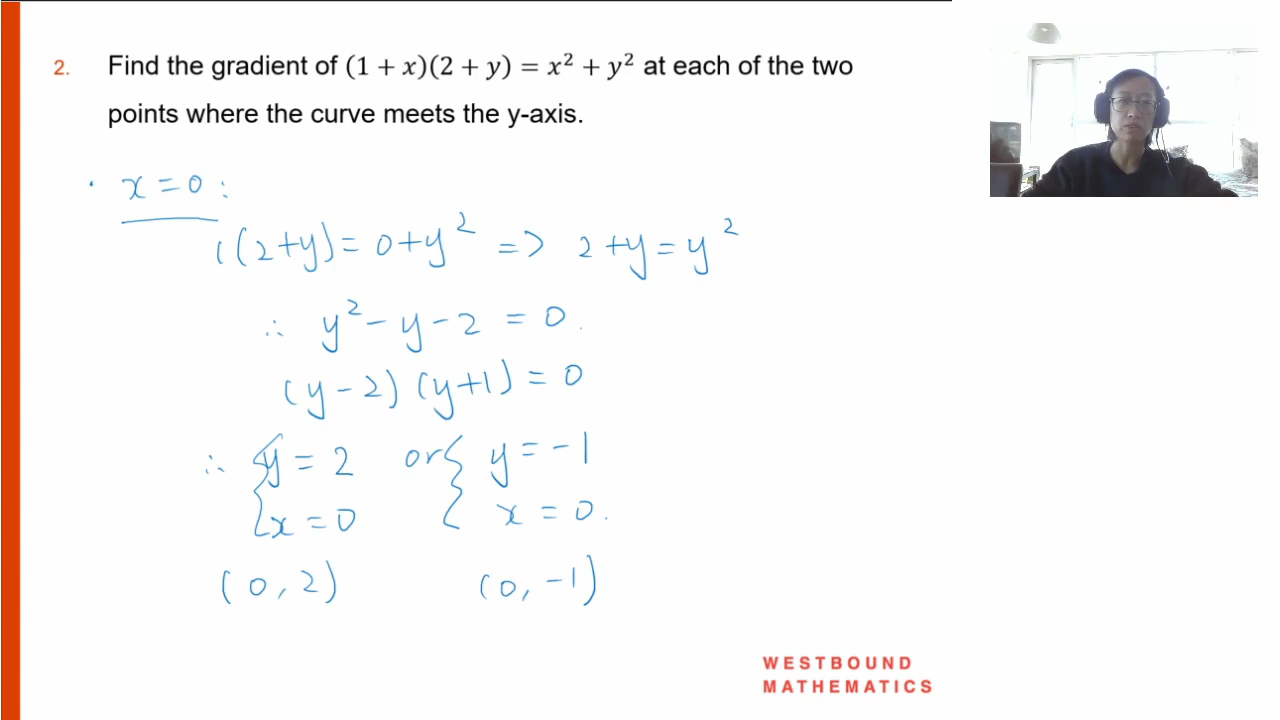 2. Find the gradient of (1 + x)(2 + y) = x² + y² at each of the two
points where the curve meets the y-axis.
· x = 0 :
1(2+y) = 0+y² => 2+y = y²
∴ y² - y - 2 = 0.
(y - 2) (y+1) = 0
∴ { y = 2 or { y = -1
x = 0 x = 0.
(0, 2) (0, -1)
WESTBOUND
MATHEMATICS